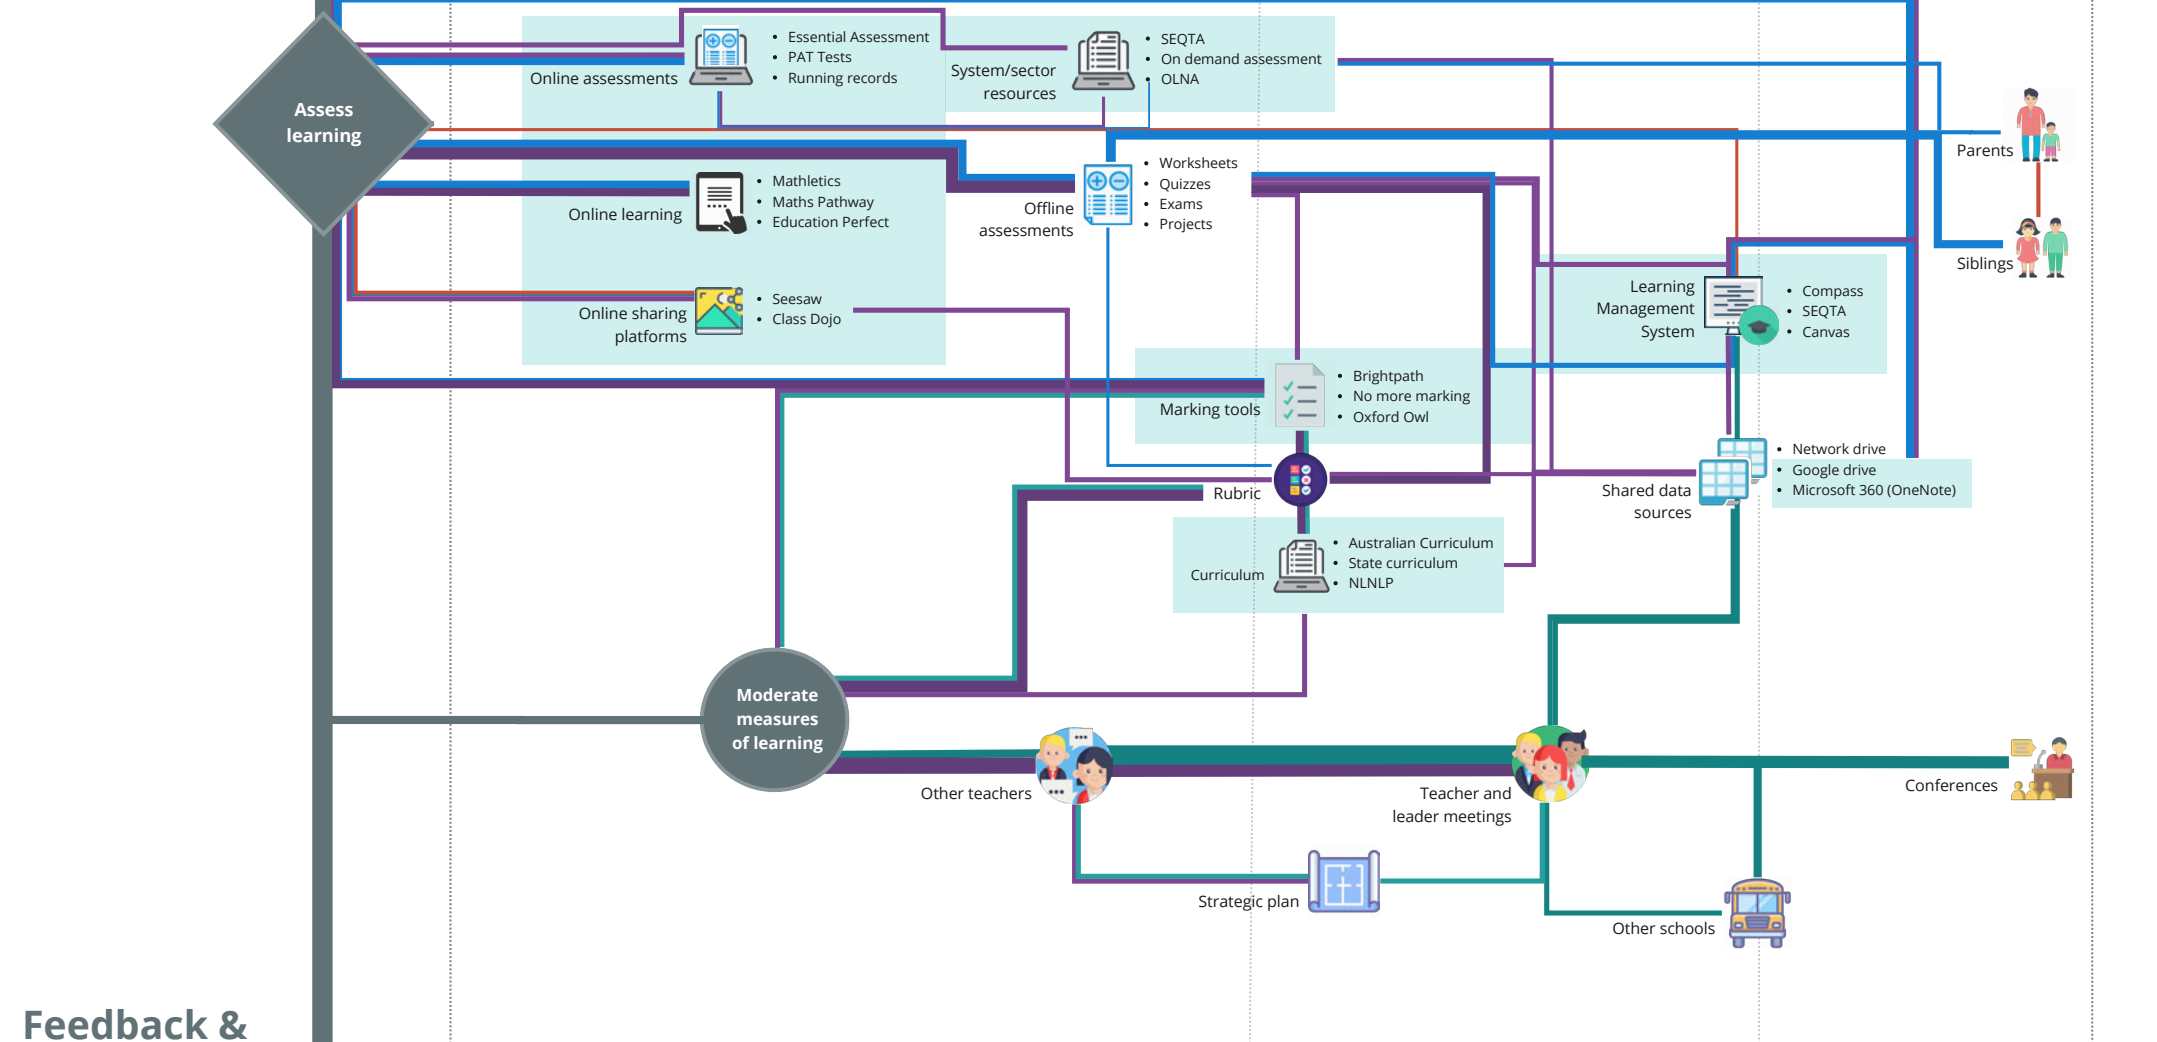 Assess
learning
Online assessments
Essential Assessment
PAT Tests
Running records
System/sector
resources
SEQTA
On demand assessment
OLNA
Parents
Siblings
Online learning
Mathletics
Maths Pathway
Education Perfect
Offline
assessments
Worksheets
Quizzes
Exams
Projects
Online sharing
platforms
Seesaw
Class Dojo
Learning
Management
System
Compass
SEQTA
Canvas
Marking tools
Brightpath
No more marking
Oxford Owl
Rubric
Shared data
sources
Network drive
Google drive
Microsoft 360 (OneNote)
Curriculum
Australian Curriculum
State curriculum
NLNLP
Moderate
measures
of learning
Other teachers
Teacher and
leader meetings
Conferences
Strategic plan
Other schools
Feedback &